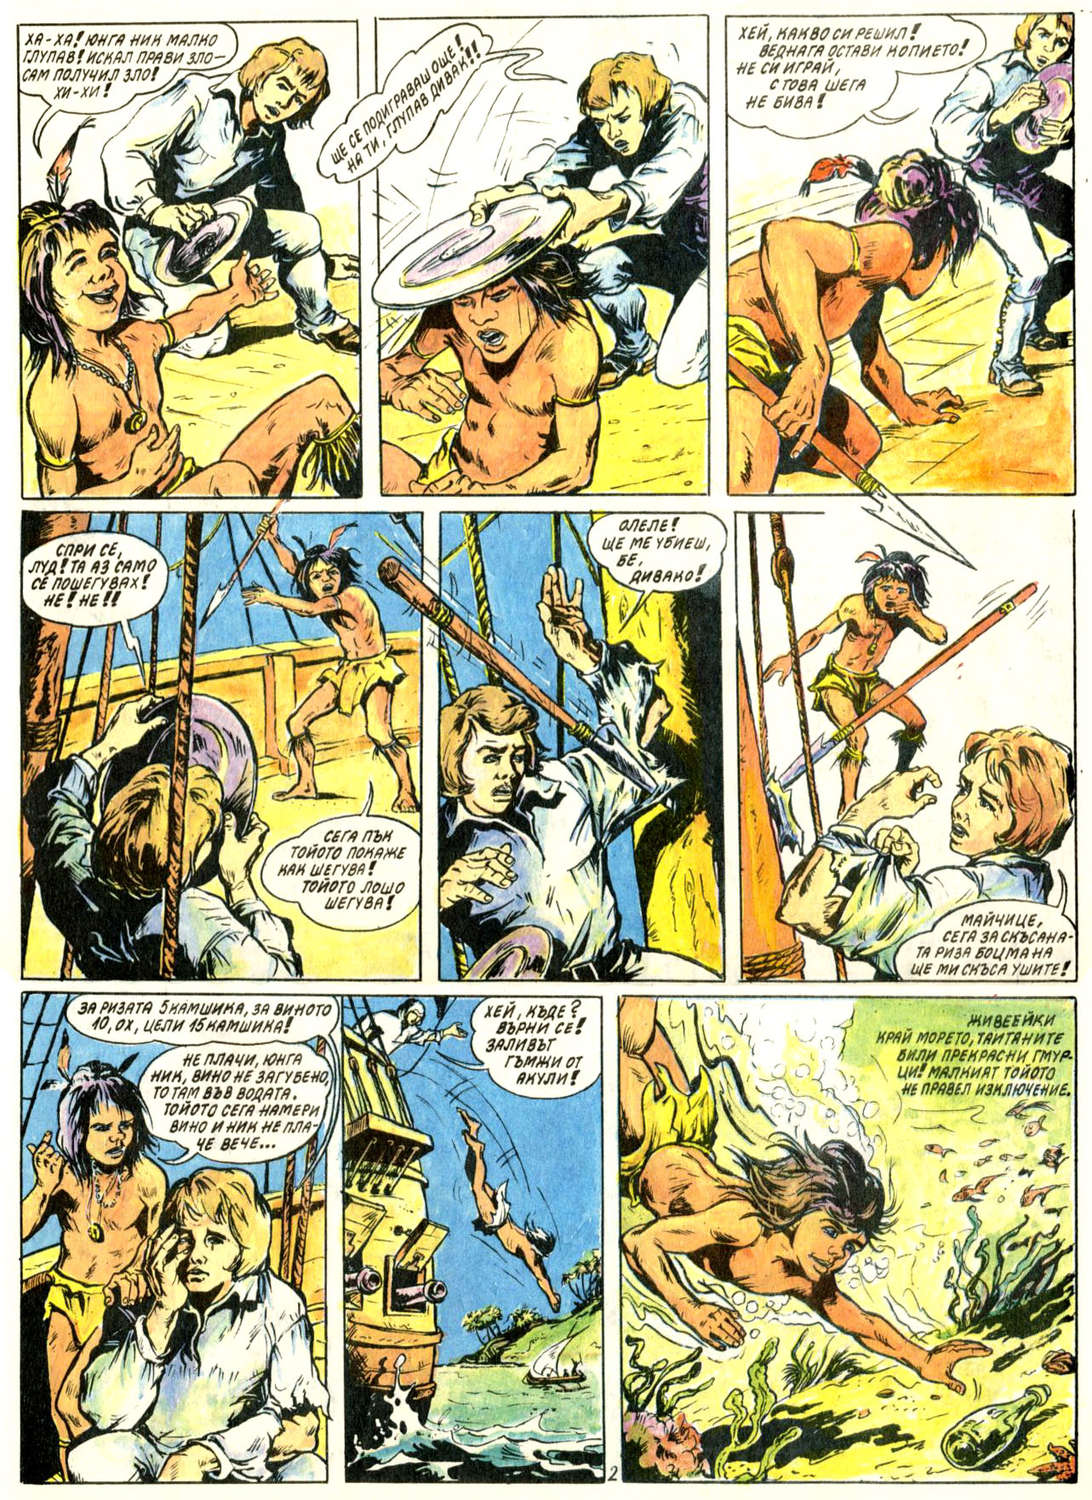 ХА-ХА! ЮНГА НИК МАЛКО
ГЛУПАВ! ИСКАЛ ПРАВИ ЗЛО-
САМ ПОЛУЧИЛ ЗЛО!
ХИ-ХИ!
ЩЕ СЕ ПОДИГРАВАШ ОЩЕ!
НА ТИ, ГЛУПАВ ДИВАК!!
ХЕЙ, КАКВО СИ РЕШИЛ!
ВЕДНАГА ОСТАВИ КОПИЕТО!
НЕ СИ ИГРАЙ,
С ТОВА ШЕГА
НЕ БИВА!
СПРИ СЕ,
ЛУД! ТА АЗ САМО
СЕ ПОШЕГУВАХ!
НЕ! НЕ!!
СЕГА ПЪК
ТОЙОТО ПОКАЖЕ
КАК ШЕГУВА!
ТОЙОТО ЛОШО
ШЕГУВА!
ОЛЕЛЕ!
ЩЕ МЕ УБИЕШ,
БЕ,
ДИВАКО!
МАЙЧИЦЕ,
СЕГА ЗА СКЪСАНА-
ТА РИЗА БОЦМАНА
ЩЕ МИ СКЪСА УШИТЕ!
ЗА РИЗАТА 5 КАМШИКА, ЗА ВИНОТО
10, ОХ, ЦЕЛИ 15 КАМШИКА!
НЕ ПЛАЧИ, ЮНГА
НИК, ВИНО НЕ ЗАГУБЕНО,
ТО ТАМ ВЪВ ВОДАТА.
ТОЙОТО СЕГА НАМЕРИ
ВИНО И НИК НЕ ПЛА-
ЧЕ ВЕЧЕ...
ХЕЙ, КЪДЕ?
ВЪРНИ СЕ!
ЗАЛИВЪТ
ГЪМЖИ ОТ
АКУЛИ!
ЖИВЕЕЙКИ
КРАЙ МОРЕТО, ТАИТЯНИТЕ
БИЛИ ПРЕКРАСНИ ГМУР-
ЦИ! МАЛКИЯТ ТОЙОТО
НЕ ПРАВЕЛ ИЗКЛЮЧЕНИЕ.
2